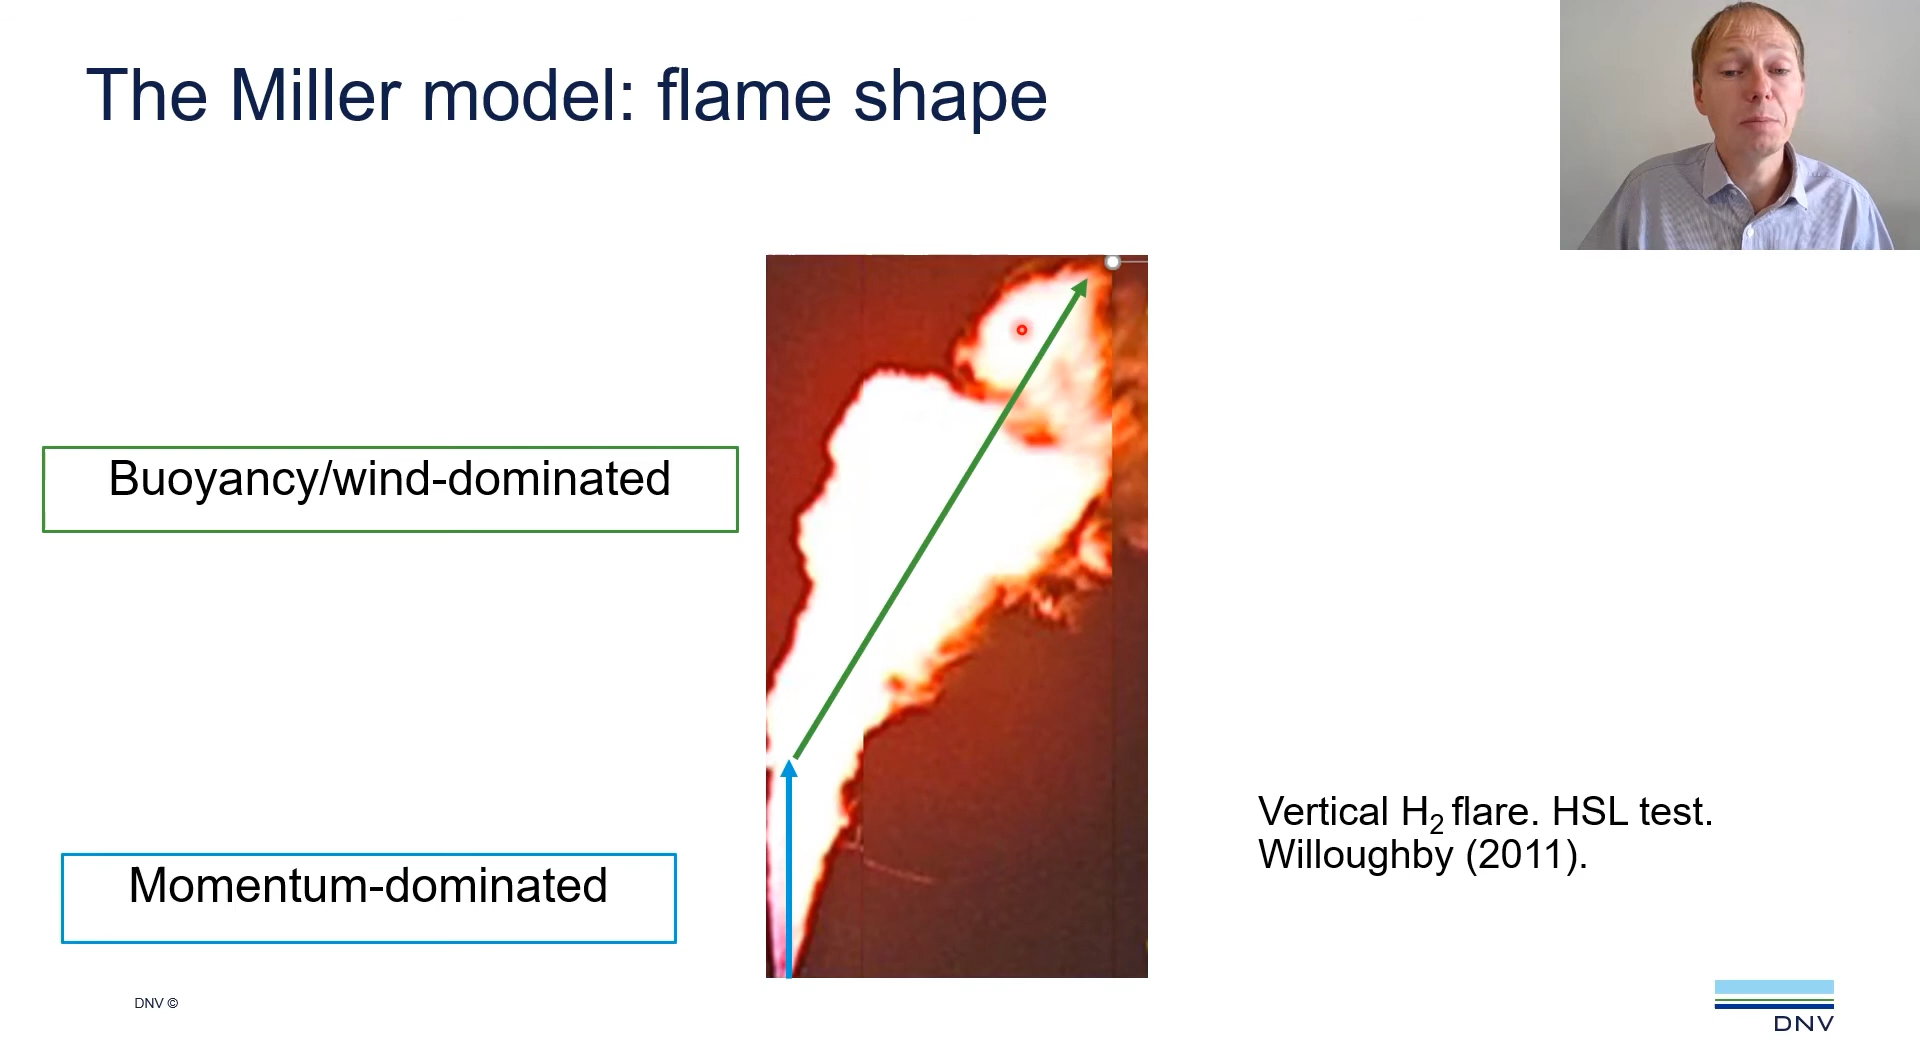 The Miller model: flame shape
Buoyancy/wind-dominated
Momentum-dominated
Vertical H₂ flare. HSL test.
Willoughby (2011).
DNV ©
DNV